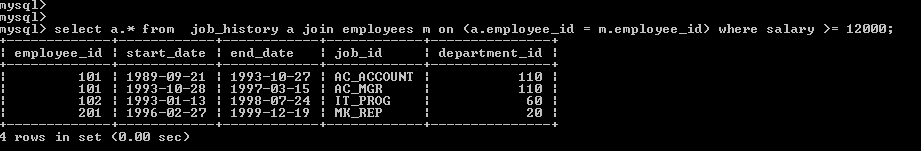 mysql>
mysql>
mysql> select a.* from  job_history a join employees m on (a.employee_id = m.employee_id) where salary >= 12000;
+-------------+------------+------------+------------+---------------+
| employee_id | start_date | end_date   | job_id     | department_id |
+-------------+------------+------------+------------+---------------+
|         101 | 1989-09-21 | 1993-10-27 | AC_ACCOUNT |           110 |
|         101 | 1993-10-28 | 1997-03-15 | AC_MGR     |           110 |
|         102 | 1993-01-13 | 1998-07-24 | IT_PROG    |            60 |
|         201 | 1996-02-27 | 1999-12-19 | MK_REP     |            20 |
+-------------+------------+------------+------------+---------------+
4 rows in set (0.00 sec)